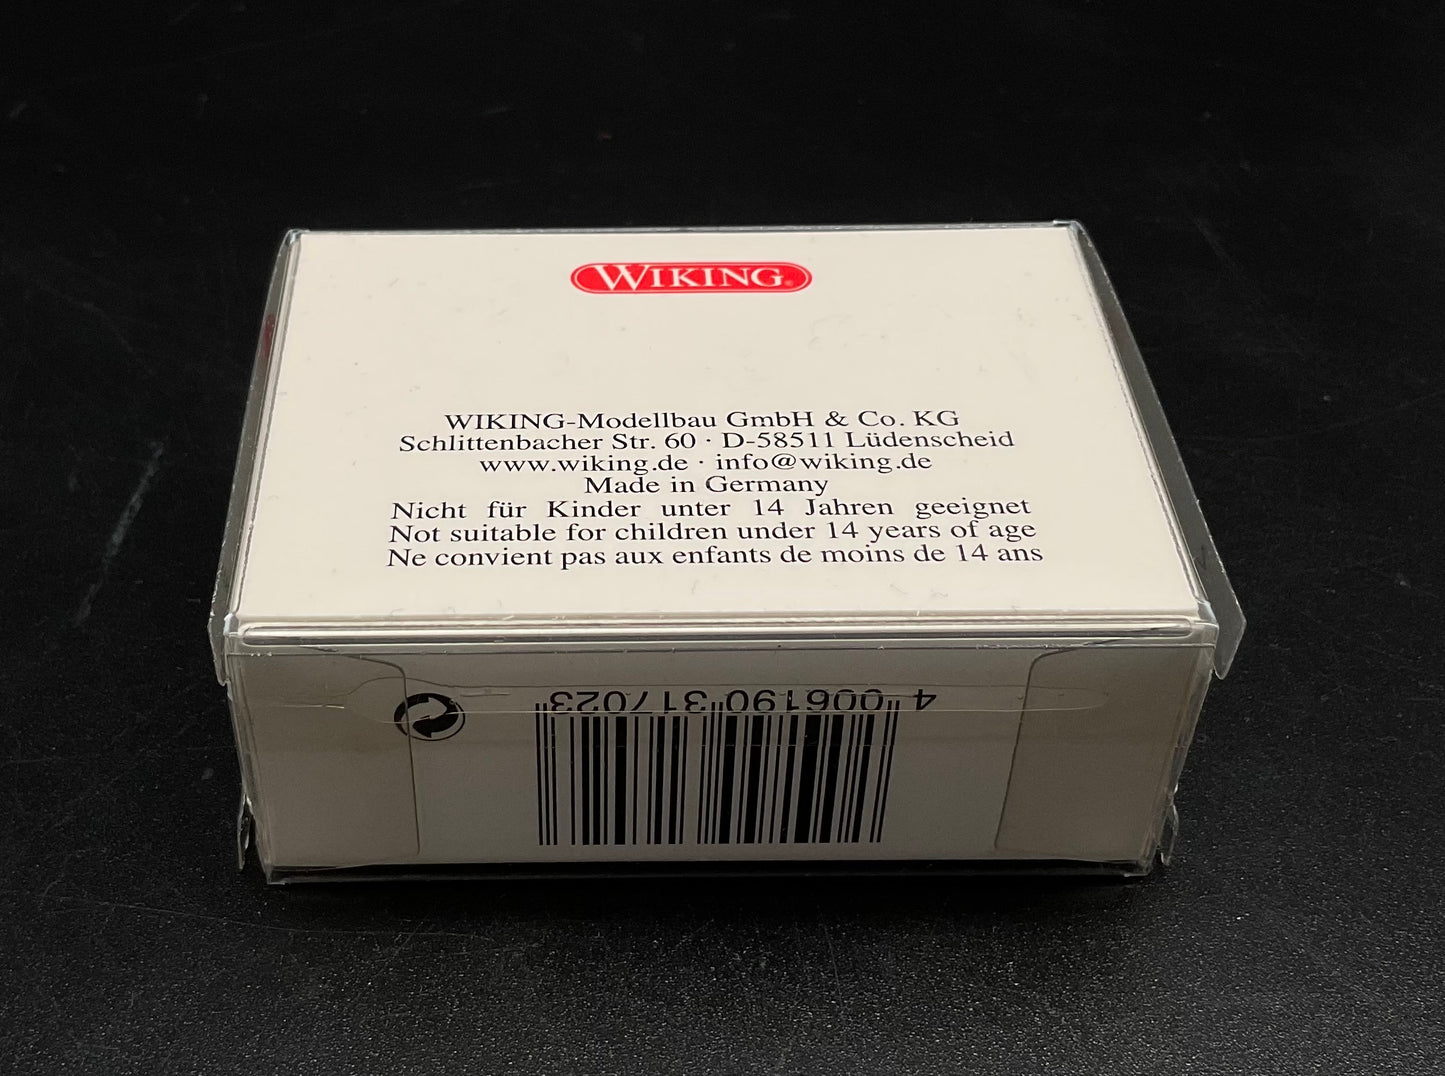 WIKING®
WIKING-Modellbau GmbH & Co. KG
Schlittenbacher Str. 60 · D-58511 Lüdenscheid
www.wiking.de · info@wiking.de
Made in Germany
Nicht für Kinder unter 14 Jahren geeignet
Not suitable for children under 14 years of age
Ne convient pas aux enfants de moins de 14 ans
4 006190 317023